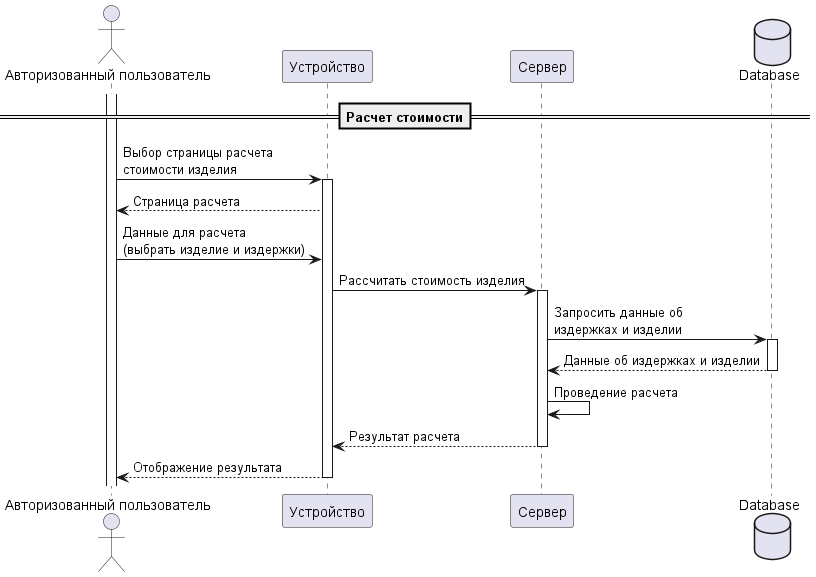 Авторизованный пользователь
Устройство
Сервер
Database
Расчет стоимости
Выбор страницы расчета
стоимости изделия
Страница расчета
Данные для расчета
(выбрать изделие и издержки)
Рассчитать стоимость изделия
Запросить данные об
издержках и изделии
Данные об издержках и изделии
Проведение расчета
Результат расчета
Отображение результата
Авторизованный пользователь
Устройство
Сервер
Database